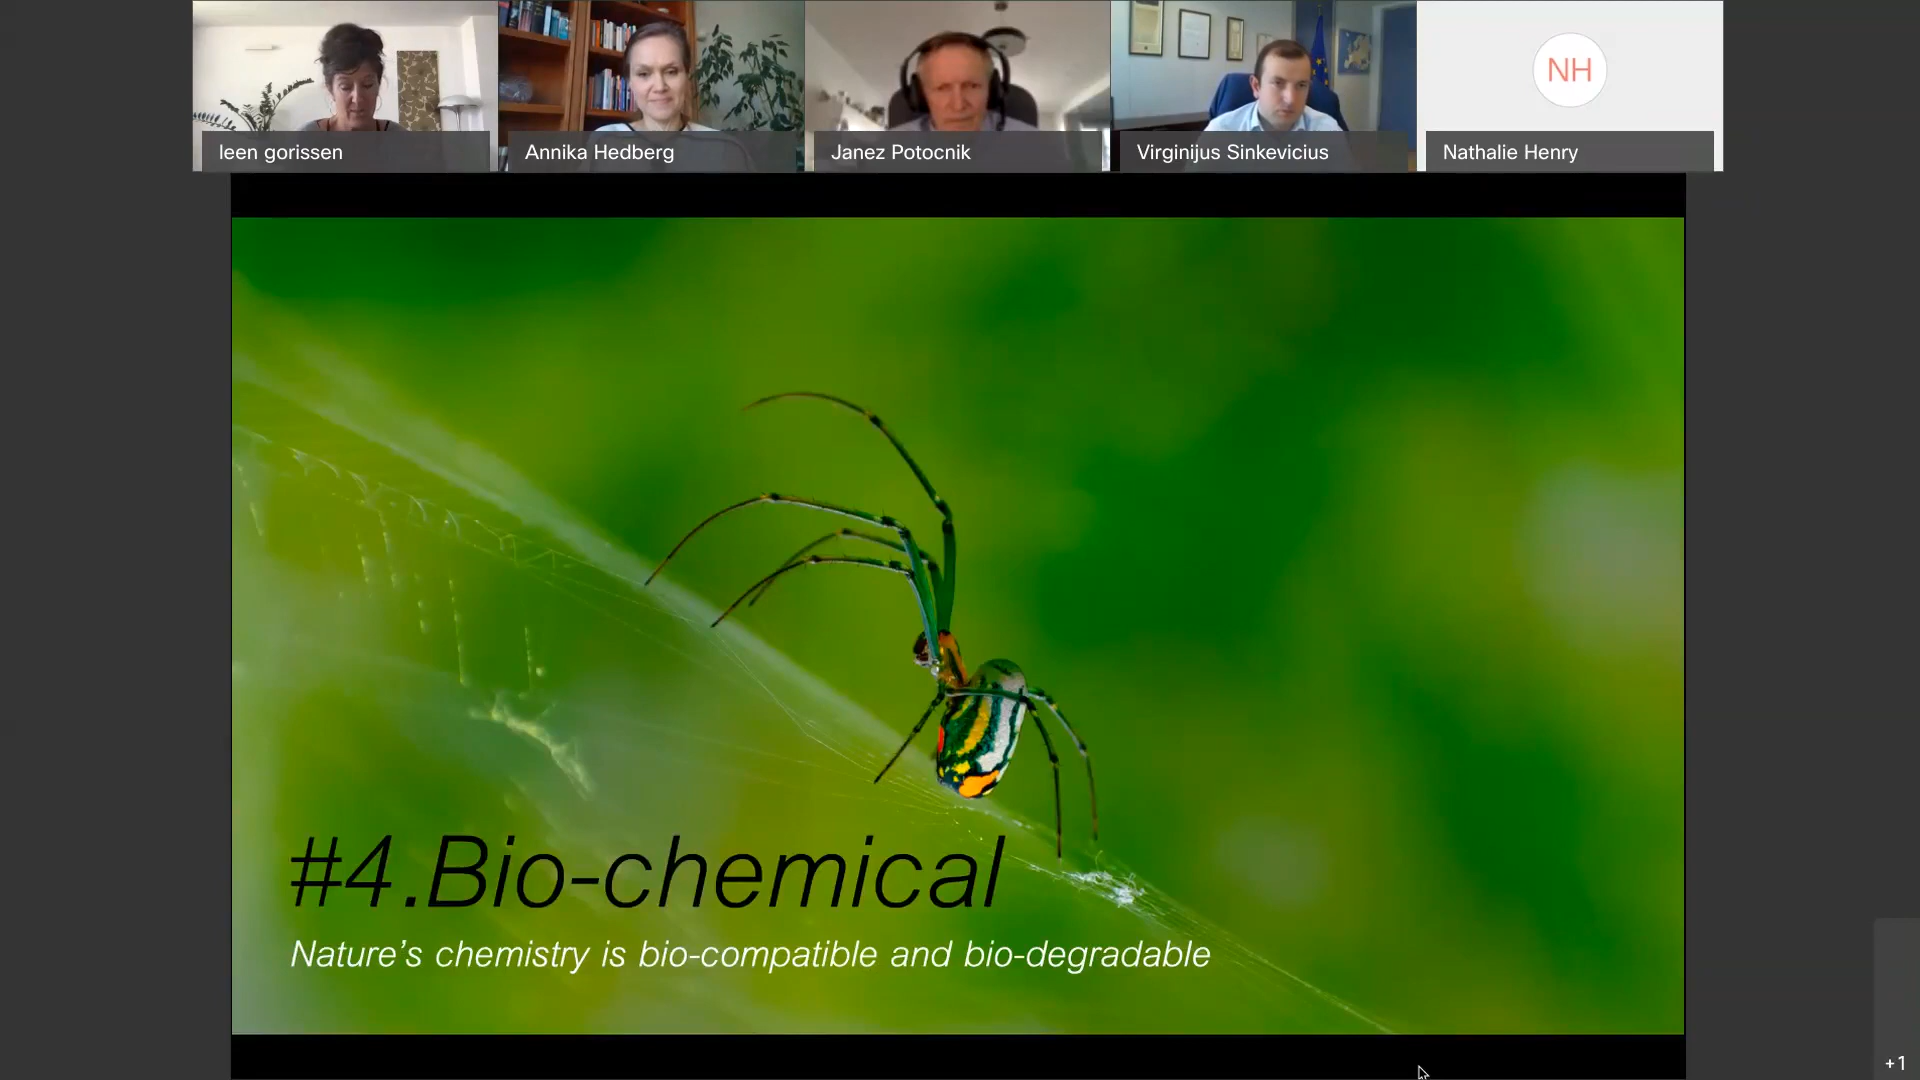 leen gorissen
Annika Hedberg
Janez Potocnik
Virginijus Sinkevicius
NH
Nathalie Henry
#4.Bio-chemical
Nature’s chemistry is bio-compatible and bio-degradable
+1